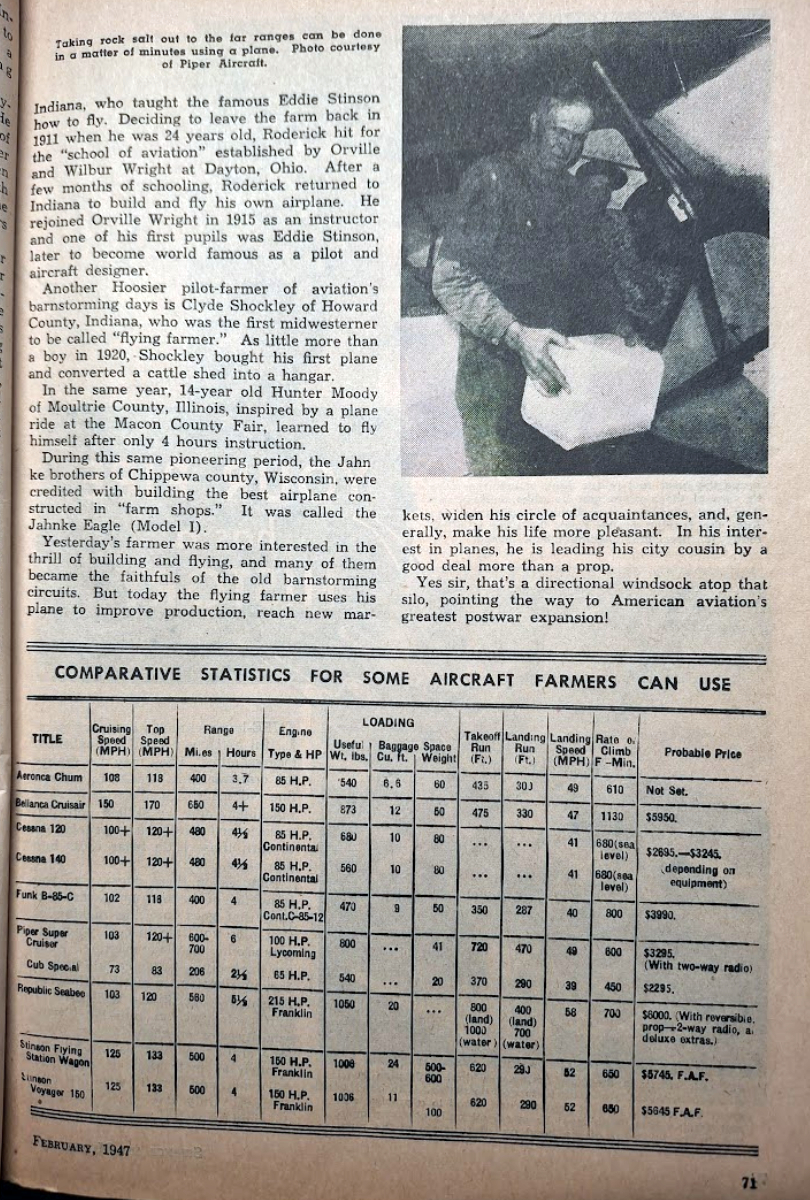 Taking rock salt out to the far ranges can be done
in a matter of minutes using a plane. Photo courtesy
of Piper Aircraft.
Indiana, who taught the famous Eddie Stinson
how to fly. Deciding to leave the farm back in
1911 when he was 24 years old, Roderick hit for
the "school of aviation" established by Orville
and Wilbur Wright at Dayton, Ohio. After a
few months of schooling, Roderick returned to
Indiana to build and fly his own airplane. He
rejoined Orville Wright in 1915 as an instructor
and one of his first pupils was Eddie Stinson,
later to become world famous as a pilot and
aircraft designer.
Another Hoosier pilot-farmer of aviation's
barnstorming days is Clyde Shockley of Howard
County, Indiana, who was the first midwesterner
to be called "flying farmer." As little more than
a boy in 1920, Shockley bought his first plane
and converted a cattle shed into a hangar.
In the same year, 14-year old Hunter Moody
of Moultrie County, Illinois, inspired by a plane
ride at the Macon County Fair, learned to fly
himself after only 4 hours instruction.
During this same pioneering period, the Jahn
ke brothers of Chippewa county, Wisconsin, were
credited with building the best airplane con-
structed in "farm shops." It was called the
Jahnke Eagle (Model I).
Yesterday's farmer was more interested in the
thrill of building and flying, and many of them
became the faithfuls of the old barnstorming
circuits. But today the flying farmer uses his
plane to improve production, reach new mar-
kets, widen his circle of acquaintances, and, gen-
erally, make his life more pleasant. In his inter-
est in planes, he is leading his city cousin by a
good deal more than a prop.
Yes sir, that's a directional windsock atop that
silo, pointing the way to American aviation's
greatest postwar expansion!
COMPARATIVE STATISTICS FOR SOME AIRCRAFT FARMERS CAN USE
TITLE Cruising Speed (MPH) Top Speed (MPH) Range Miles Hours Engine Type & HP LOADING Useful Wt. lbs. Baggage Space Cu. ft. Weight Takeoff Run (Ft.) Landing Run (Ft.) Landing Speed (MPH) Rate of Climb F -Min. Probable Price
Aeronca Chum 108 118 400 3.7 85 H.P. 540 6.6 60 435 300 49 610 Not Set.
Bellanca Cruisair 150 170 650 4+ 150 H.P. 873 12 50 475 330 47 1130 $5950.
Cessna 120 100+ 120+ 480 4½ 85 H.P. Continental 680 10 80 ... ... 41 680(sea level) $2695.—$3245.
Cessna 140 100+ 120+ 480 4½ 85 H.P. Continental 560 10 80 ... ... 41 680(sea level) (depending on equipment)
Funk B-85-C 102 118 400 4 85 H.P. Cont.C-85-12 470 9 50 350 287 40 800 $3990.
Piper Super Cruiser 103 120+ 600-700 6 100 H.P. Lycoming 800 ... 41 720 470 49 600 $3295. (With two-way radio)
Cub Special 73 83 206 2½ 65 H.P. 540 ... 20 370 290 39 450 $2295.
Republic Seabee 103 120 560 5½ 215 H.P. Franklin 1050 20 ... 800 (land) 1000 (water) 400 (land) 700 (water) 58 700 $6000. (With reversible, prop—2-way radio, deluxe extras.)
Stinson Flying Station Wagon 125 133 500 4 150 H.P. Franklin 1006 24 500-600 620 290 52 650 $5745. F.A.F.
Stinson Voyager 150 125 133 500 4 150 H.P. Franklin 1006 11 100 620 290 52 650 $5645 F.A.F.
FEBRUARY, 1947
71